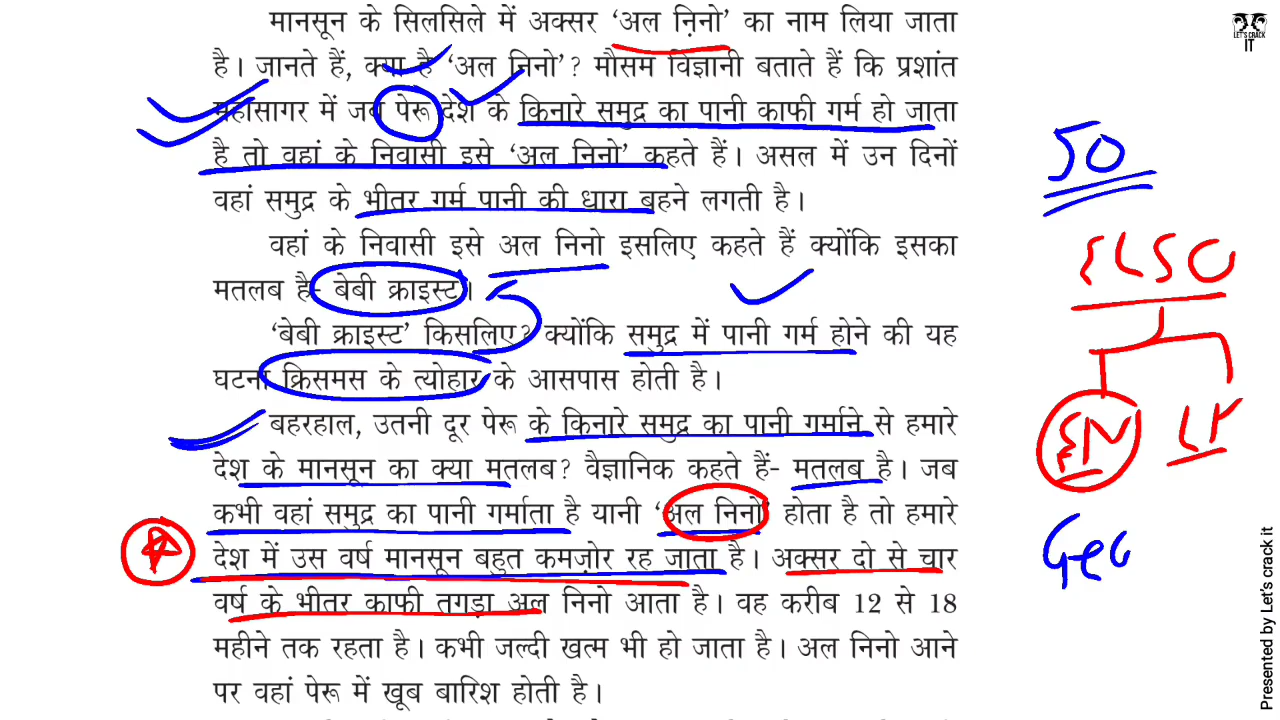 मानसून के सिलसिले में अक्सर ‘अल निनो’ का नाम लिया जाता
है। जानते हैं, क्या है ‘अल निनो’? मौसम विज्ञानी बताते हैं कि प्रशांत
महासागर में जब पेरू देश के किनारे समुद्र का पानी काफी गर्म हो जाता
है तो वहां के निवासी इसे ‘अल निनो’ कहते हैं। असल में उन दिनों
वहां समुद्र के भीतर गर्म पानी की धारा बहने लगती है।
वहां के निवासी इसे अल निनो इसलिए कहते हैं क्योंकि इसका
मतलब है- बेबी क्राइस्ट।
‘बेबी क्राइस्ट’ किसलिए? क्योंकि समुद्र में पानी गर्म होने की यह
घटना क्रिसमस के त्योहार के आसपास होती है।
बहरहाल, उतनी दूर पेरू के किनारे समुद्र का पानी गर्माने से हमारे
देश के मानसून का क्या मतलब? वैज्ञानिक कहते हैं- मतलब है। जब
कभी वहां समुद्र का पानी गर्माता है यानी ‘अल निनो’ होता है तो हमारे
देश में उस वर्ष मानसून बहुत कमज़ोर रह जाता है। अक्सर दो से चार
वर्ष के भीतर काफी तगड़ा अल निनो आता है। वह करीब 12 से 18
महीने तक रहता है। कभी जल्दी खत्म भी हो जाता है। अल निनो आने
पर वहां पेरू में खूब बारिश होती है।
LET'S CRACK
IT
50
EN
Geo
Presented by Let's crack it